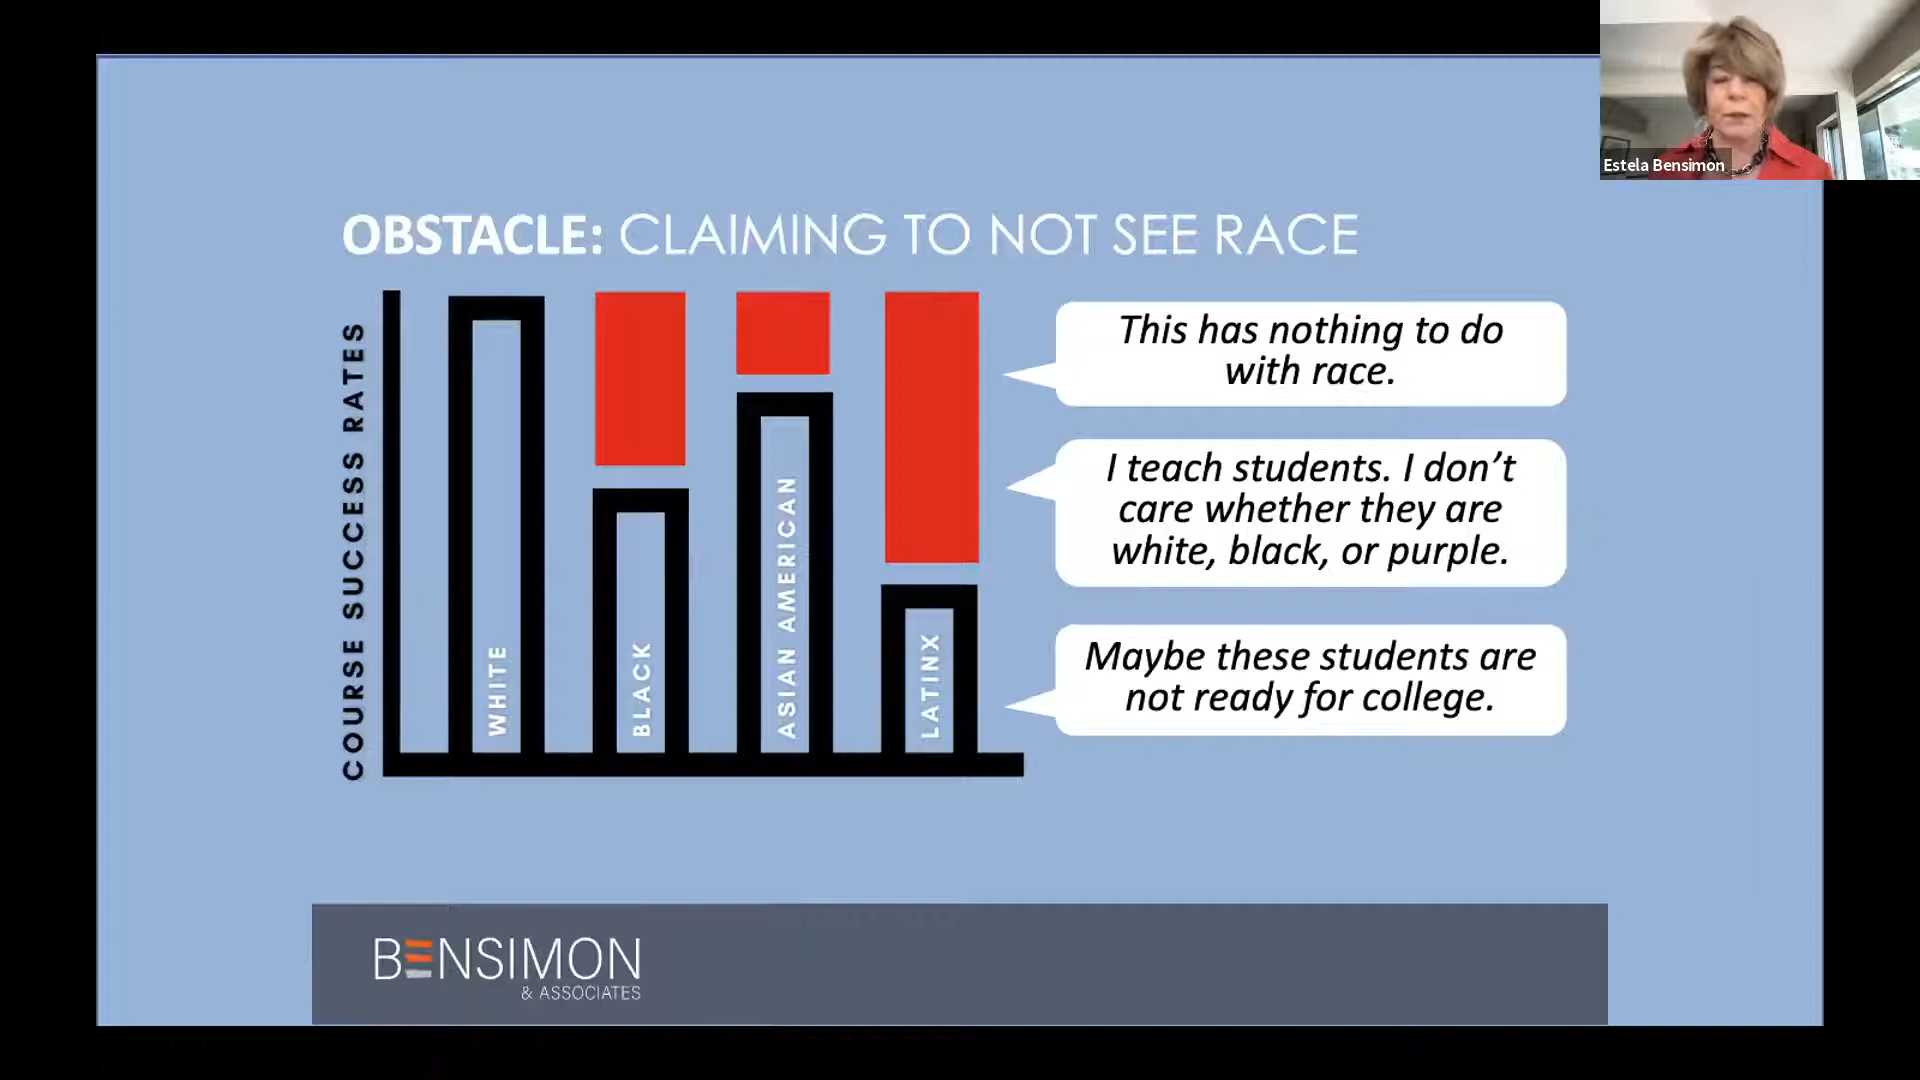 Estela Bensimon
OBSTACLE: CLAIMING TO NOT SEE RACE
COURSE SUCCESS RATES
WHITE
BLACK
ASIAN AMERICAN
LATINX
This has nothing to do
with race.
I teach students. I don’t
care whether they are
white, black, or purple.
Maybe these students are
not ready for college.
BENSIMON
& ASSOCIATES